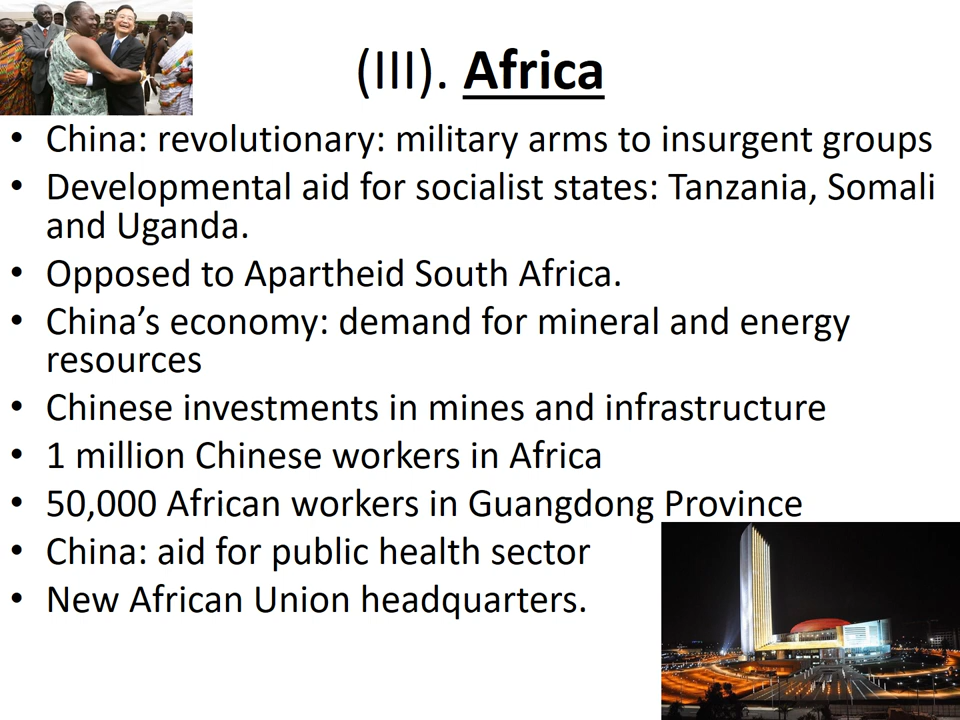 (III). Africa
• China: revolutionary: military arms to insurgent groups
• Developmental aid for socialist states: Tanzania, Somali
and Uganda.
• Opposed to Apartheid South Africa.
• China’s economy: demand for mineral and energy
resources
• Chinese investments in mines and infrastructure
• 1 million Chinese workers in Africa
• 50,000 African workers in Guangdong Province
• China: aid for public health sector
• New African Union headquarters.